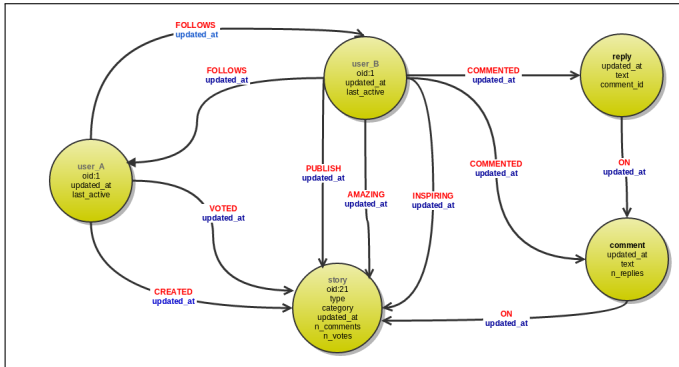 FOLLOWS
updated_at
user_B
oid:1
updated_at
last_active
FOLLOWS
updated_at
COMMENTED
updated_at
reply
updated_at
text
comment_id
user_A
oid:1
updated_at
last_active
PUBLISH
updated_at
AMAZING
updated_at
INSPIRING
updated_at
COMMENTED
updated_at
ON
updated_at
VOTED
updated_at
comment
updated_at
text
n_replies
CREATED
updated_at
story
oid:21
type
category
updated_at
n_comments
n_votes
ON
updated_at